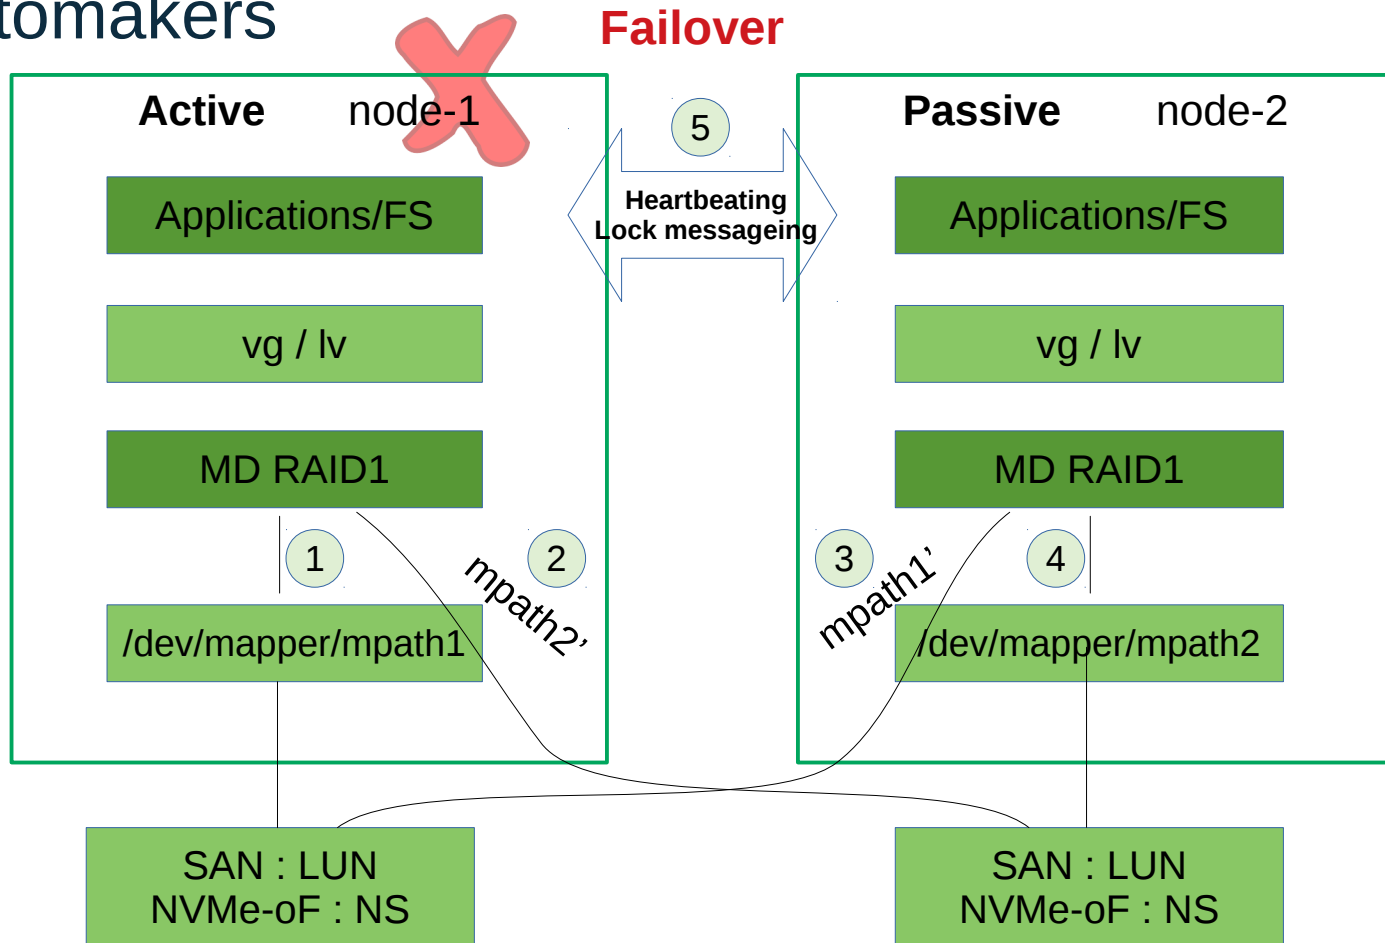 tomakers
Failover
Active node-1
5
Passive node-2
Heartbeating
Lock messageing
Applications/FS
Applications/FS
vg / lv
vg / lv
MD RAID1
MD RAID1
1
2
3
4
mpath2’
mpath1’
/dev/mapper/mpath1
/dev/mapper/mpath2
SAN : LUN
NVMe-oF : NS
SAN : LUN
NVMe-oF : NS